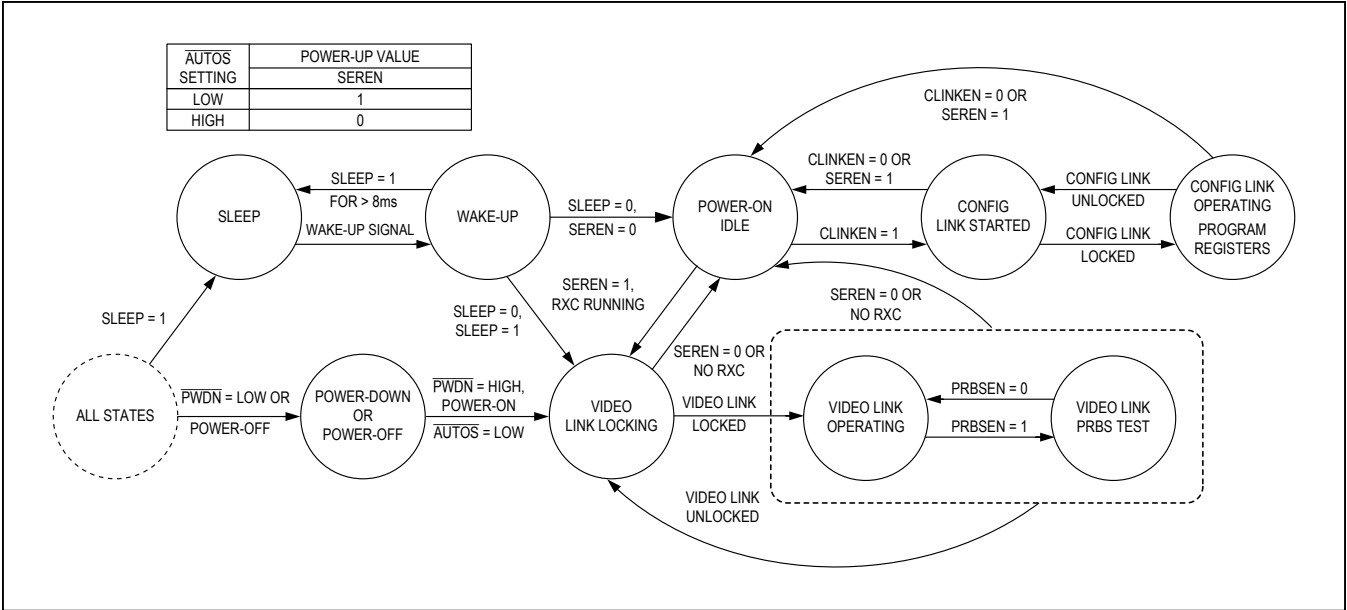 AUTOS
SETTING
POWER-UP VALUE
SEREN
LOW
1
HIGH
0
CLINKEN = 0 OR
SEREN = 1
SLEEP
SLEEP = 1
FOR > 8ms
WAKE-UP SIGNAL
WAKE-UP
SLEEP = 0,
SEREN = 0
POWER-ON
IDLE
CLINKEN = 0 OR
SEREN = 1
CLINKEN = 1
CONFIG
LINK STARTED
CONFIG LINK
UNLOCKED
CONFIG LINK
LOCKED
CONFIG LINK
OPERATING
PROGRAM
REGISTERS
SLEEP = 1
SLEEP = 0,
SLEEP = 1
SEREN = 1,
RXC RUNNING
SEREN = 0 OR
NO RXC
SEREN = 0 OR
NO RXC
ALL STATES
PWDN = LOW OR
POWER-OFF
POWER-DOWN
OR
POWER-OFF
PWDN = HIGH,
POWER-ON
AUTOS = LOW
VIDEO
LINK LOCKING
VIDEO LINK
LOCKED
VIDEO LINK
OPERATING
PRBSEN = 0
PRBSEN = 1
VIDEO LINK
PRBS TEST
VIDEO LINK
UNLOCKED